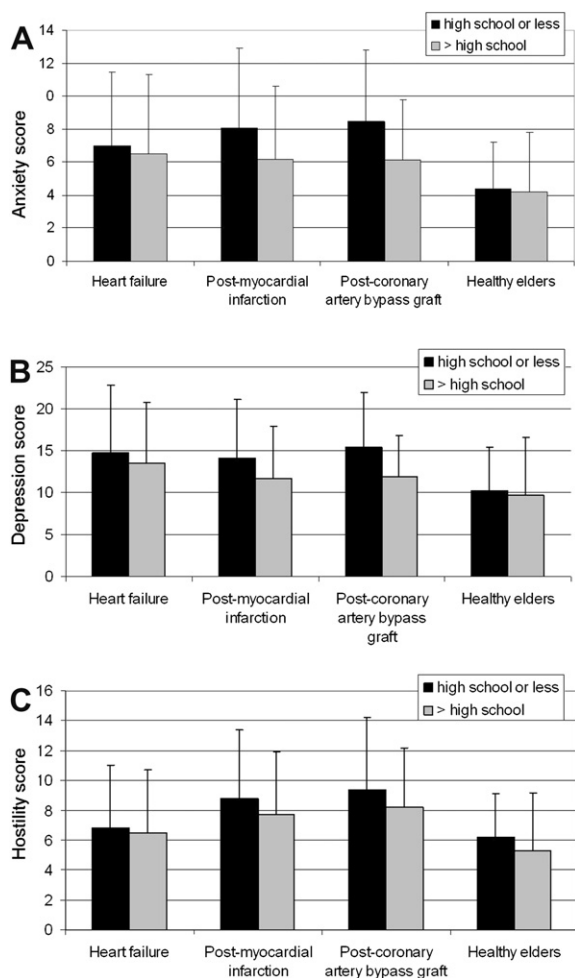 A
high school or less
> high school
Anxiety score
14
12
0
8
6
4
2
0
Heart failure
Post-myocardial
infarction
Post-coronary
artery bypass graft
Healthy elders
B
high school or less
> high school
Depression score
25
20
15
10
5
0
Heart failure
Post-myocardial
infarction
Post-coronary
artery bypass
graft
Healthy elders
C
high school or less
> high school
Hostility score
16
14
12
10
8
6
4
2
0
Heart failure
Post-myocardial
infarction
Post-coronary
artery bypass graft
Healthy elders